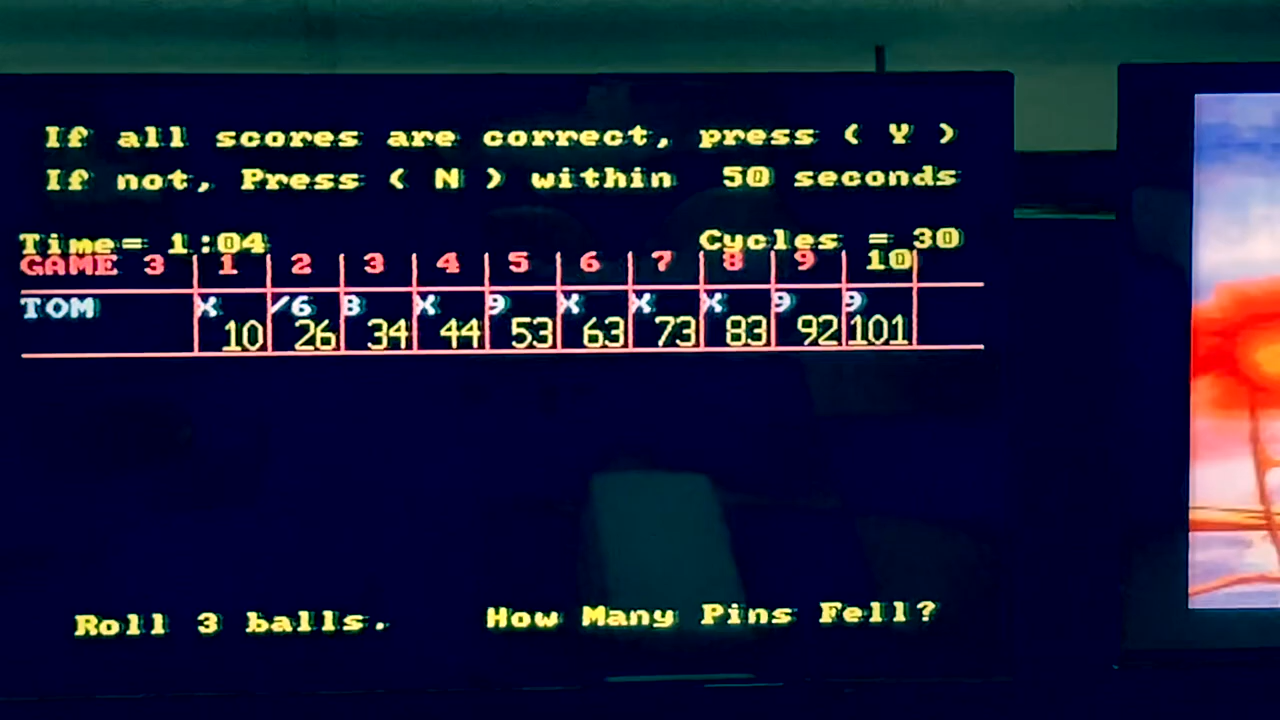 If all scores are correct, press ( Y )
If not, Press ( N ) within 50 seconds
Time= 1:04 Cycles = 30
GAME 3 1 2 3 4 5 6 7 8 9 10
TOM X /6 8 X 9 X X X 9 9
10 26 34 44 53 63 73 83 92 101
Roll 3 balls. How Many Pins Fell?